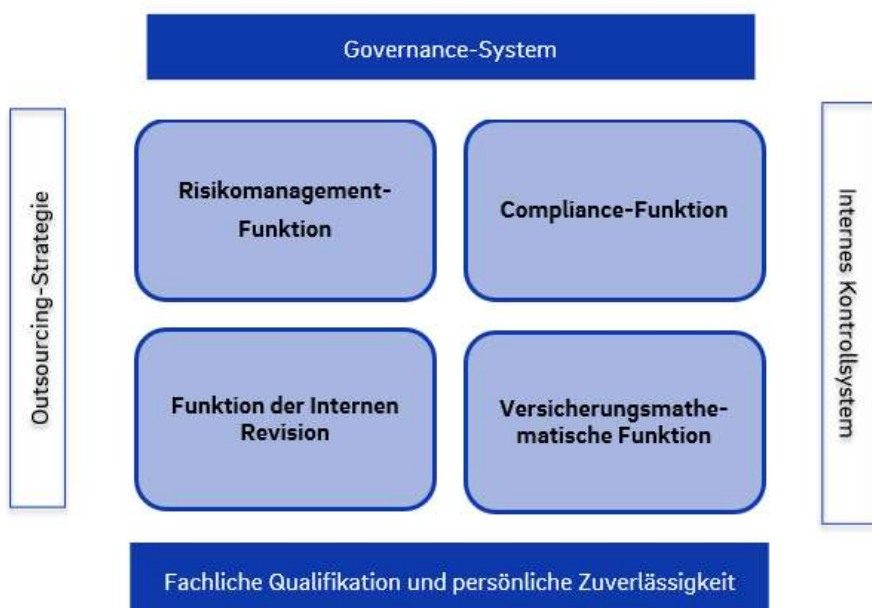 Governance-System
Outsourcing-Strategie
Risikomanagement-
Funktion
Compliance-Funktion
Internes Kontrollsystem
Funktion der Internen
Revision
Versicherungsmathe-
matische Funktion
Fachliche Qualifikation und persönliche Zuverlässigkeit